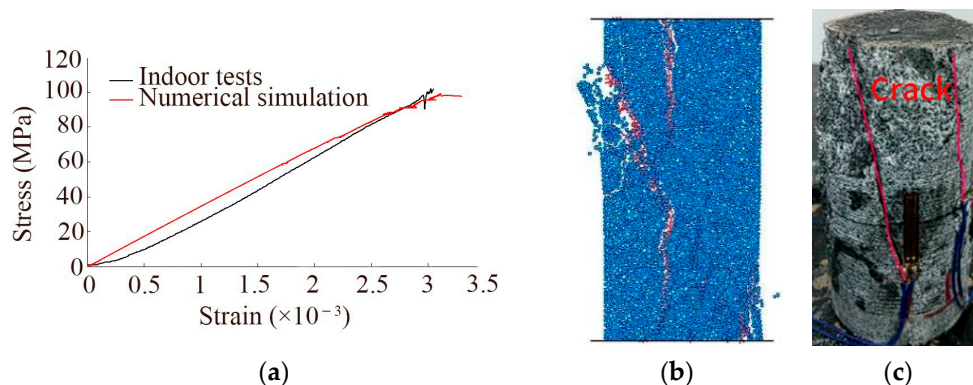 120
100
80
60
40
20
0
Stress (MPa)
Indoor tests
Numerical simulation
0 0.5 1 1.5 2 2.5 3 3.5
Strain (×10⁻³)
Crack
(a) (b) (c)